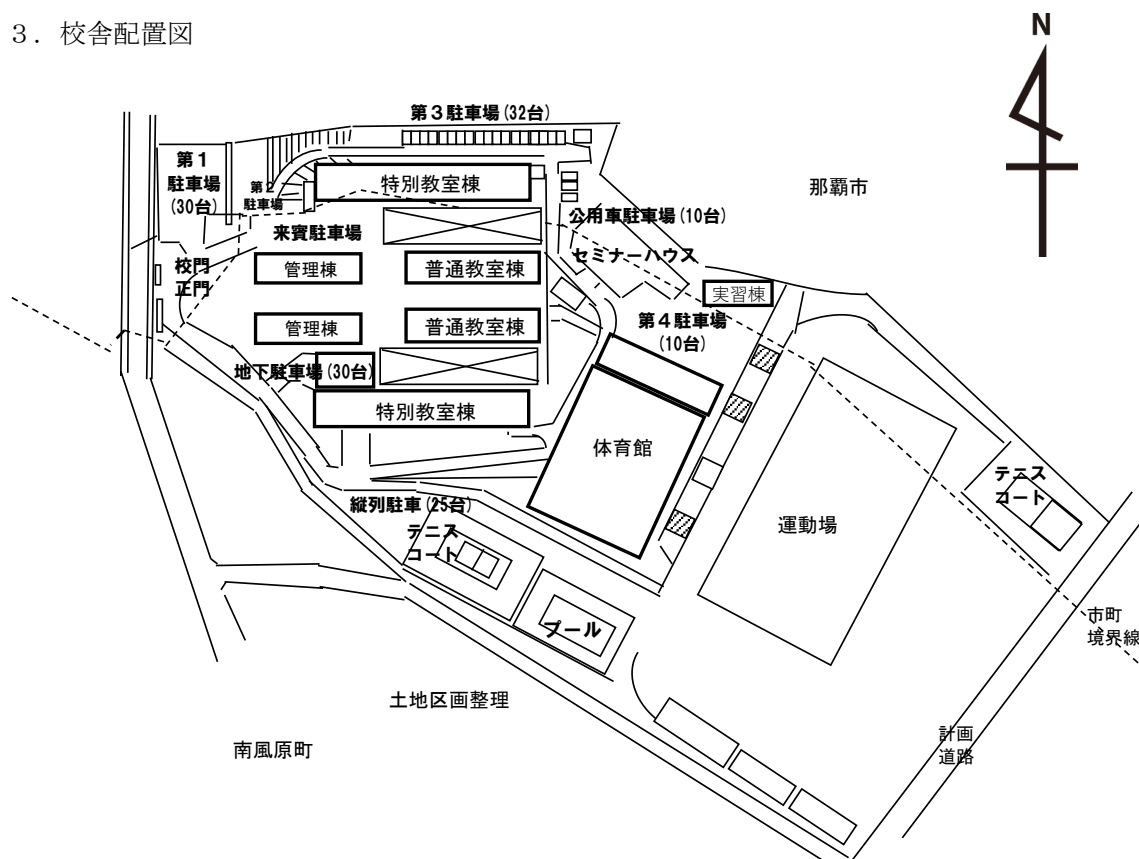 3．校舎配置図
N
第3駐車場(32台)
第1
駐車場
(30台)
第2
駐車場
特別教室棟
那覇市
来賓駐車場
公用車駐車場(10台)
セミナーハウス
校門
正門
管理棟
普通教室棟
実習棟
管理棟
普通教室棟
第4駐車場
(10台)
地下駐車場(30台)
特別教室棟
体育館
テニス
コート
縦列駐車(25台)
運動場
テニス
コート
プール
市町
境界線
土地区画整理
計画
道路
南風原町